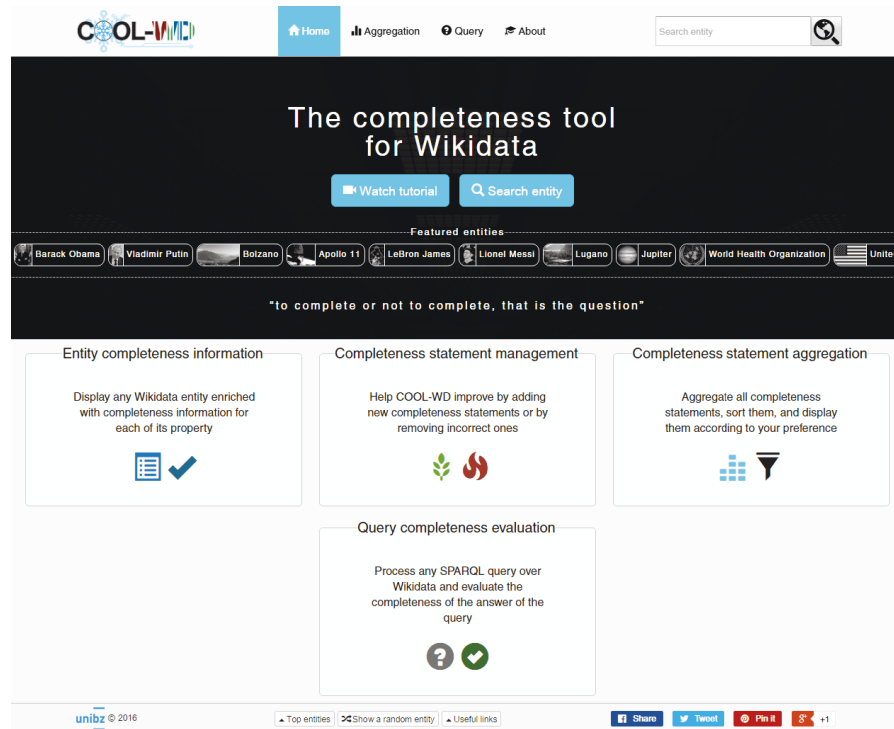 COOL-WD
Home
Aggregation
Query
About
Search entity
The completeness tool
for Wikidata
Watch tutorial
Search entity
Featured entities
Barack Obama
Vladimir Putin
Bolzano
Apollo 11
LeBron James
Lionel Messi
Lugano
Jupiter
World Health Organization
Unite
"to complete or not to complete, that is the question"
Entity completeness information
Display any Wikidata entity enriched
with completeness information for
each of its property
Completeness statement management
Help COOL-WD improve by adding
new completeness statements or by
removing incorrect ones
Completeness statement aggregation
Aggregate all completeness
statements, sort them, and display
them according to your preference
Query completeness evaluation
Process any SPARQL query over
Wikidata and evaluate the
completeness of the answer of the
query
unibz © 2016
Top entities
Show a random entity
Useful links
Share
Tweet
Pin it
+1